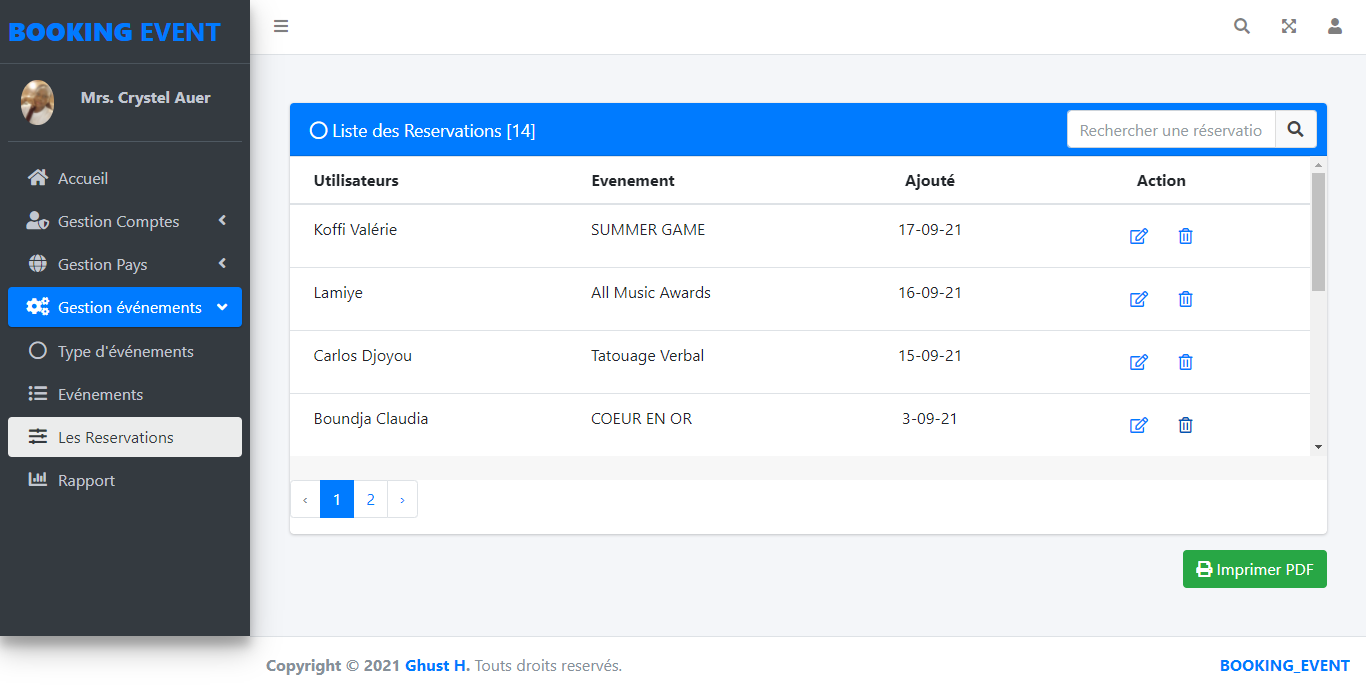 BOOKING EVENT
Mrs. Crystel Auer
Accueil
Gestion Comptes
Gestion Pays
Gestion événements
Type d'événements
Evénements
Les Reservations
Rapport
Liste des Reservations [14]
Rechercher une réservatio
Utilisateurs Evenement Ajouté Action
Koffi Valérie SUMMER GAME 17-09-21
Lamiye All Music Awards 16-09-21
Carlos Djoyou Tatouage Verbal 15-09-21
Boundja Claudia COEUR EN OR 3-09-21
‹ 1 2 ›
Imprimer PDF
Copyright © 2021 Ghust H. Touts droits reservés.
BOOKING_EVENT